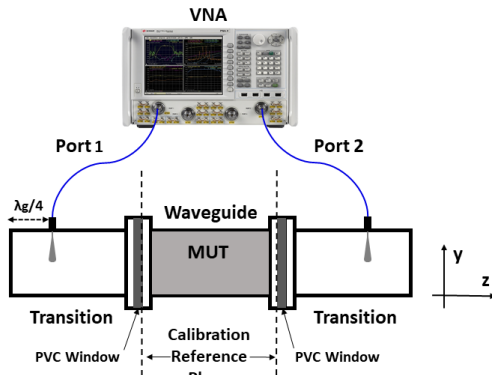 VNA
Port 1
Port 2
λg/4
Waveguide
MUT
y
z
Transition
Transition
PVC Window
Calibration
Reference
PVC Window